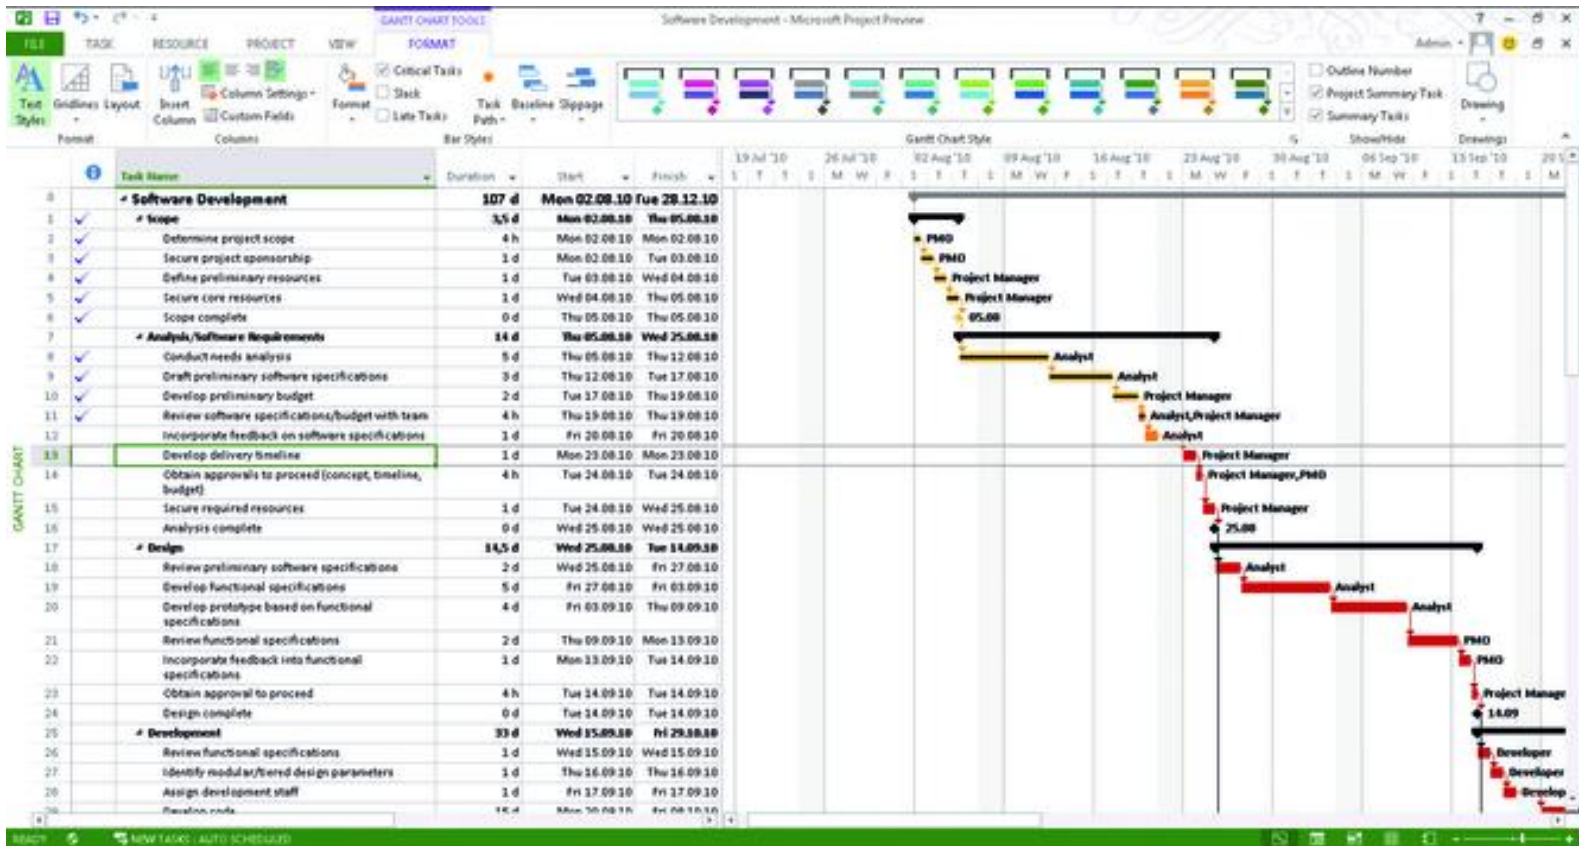 GANTT CHART TOOLS
Software Development - Microsoft Project Preview
FILE TASK RESOURCE PROJECT VIEW FORMAT
Admin
Text Styles
Gridlines
Layout
Format
Insert Column
Column Settings
Custom Fields
Columns
Format
Critical Tasks
Slack
Late Tasks
Task Path
Baseline
Slippage
Bar Styles
Gantt Chart Style
Outline Number
Project Summary Task
Summary Tasks
Show/Hide
Drawing
Drawings
19 Jul '10 26 Jul '10 02 Aug '10 09 Aug '10 16 Aug '10 23 Aug '10 30 Aug '10 06 Sep '10 13 Sep '10
Task Name Duration Start Finish
0 Software Development 107 d Mon 02.08.10 Tue 28.12.10
1 Scope 3,5 d Mon 02.08.10 Thu 05.08.10
2 Determine project scope 4 h Mon 02.08.10 Mon 02.08.10 PMO
3 Secure project sponsorship 1 d Mon 02.08.10 Tue 03.08.10 PMO
4 Define preliminary resources 1 d Tue 03.08.10 Wed 04.08.10 Project Manager
5 Secure core resources 1 d Wed 04.08.10 Thu 05.08.10 Project Manager
6 Scope complete 0 d Thu 05.08.10 Thu 05.08.10 05.08
7 Analysis/Software Requirements 14 d Thu 05.08.10 Wed 25.08.10
8 Conduct needs analysis 5 d Thu 05.08.10 Thu 12.08.10 Analyst
9 Draft preliminary software specifications 3 d Thu 12.08.10 Tue 17.08.10 Analyst
10 Develop preliminary budget 2 d Tue 17.08.10 Thu 19.08.10 Project Manager
11 Review software specifications/budget with team 4 h Thu 19.08.10 Thu 19.08.10 Analyst,Project Manager
12 Incorporate feedback on software specifications 1 d Fri 20.08.10 Fri 20.08.10 Analyst
13 Develop delivery timeline 1 d Mon 23.08.10 Mon 23.08.10 Project Manager
14 Obtain approvals to proceed (concept, timeline, 4 h Tue 24.08.10 Tue 24.08.10 Project Manager,PMO
budget)
15 Secure required resources 1 d Tue 24.08.10 Wed 25.08.10 Project Manager
16 Analysis complete 0 d Wed 25.08.10 Wed 25.08.10 25.08
17 Design 14,5 d Wed 25.08.10 Tue 14.09.10
18 Review preliminary software specifications 2 d Wed 25.08.10 Fri 27.08.10 Analyst
19 Develop functional specifications 5 d Fri 27.08.10 Fri 03.09.10 Analyst
20 Develop prototype based on functional 4 d Fri 03.09.10 Thu 09.09.10 Analyst
specifications
21 Review functional specifications 2 d Thu 09.09.10 Mon 13.09.10 PMO
22 Incorporate feedback into functional 1 d Mon 13.09.10 Tue 14.09.10 PMO
specifications
23 Obtain approval to proceed 4 h Tue 14.09.10 Tue 14.09.10 Project Manage
24 Design complete 0 d Tue 14.09.10 Tue 14.09.10 14.09
25 Development 33 d Wed 15.09.10 Fri 29.10.10
26 Review functional specifications 1 d Wed 15.09.10 Wed 15.09.10 Developer
27 Identify modular/tiered design parameters 1 d Thu 16.09.10 Thu 16.09.10 Developer
28 Assign development staff 1 d Fri 17.09.10 Fri 17.09.10 Develop
29 Develop code 15 d Mon 20.09.10 Fri 08.10.10
GANTT CHART
READY NEW TASKS : AUTO SCHEDULED